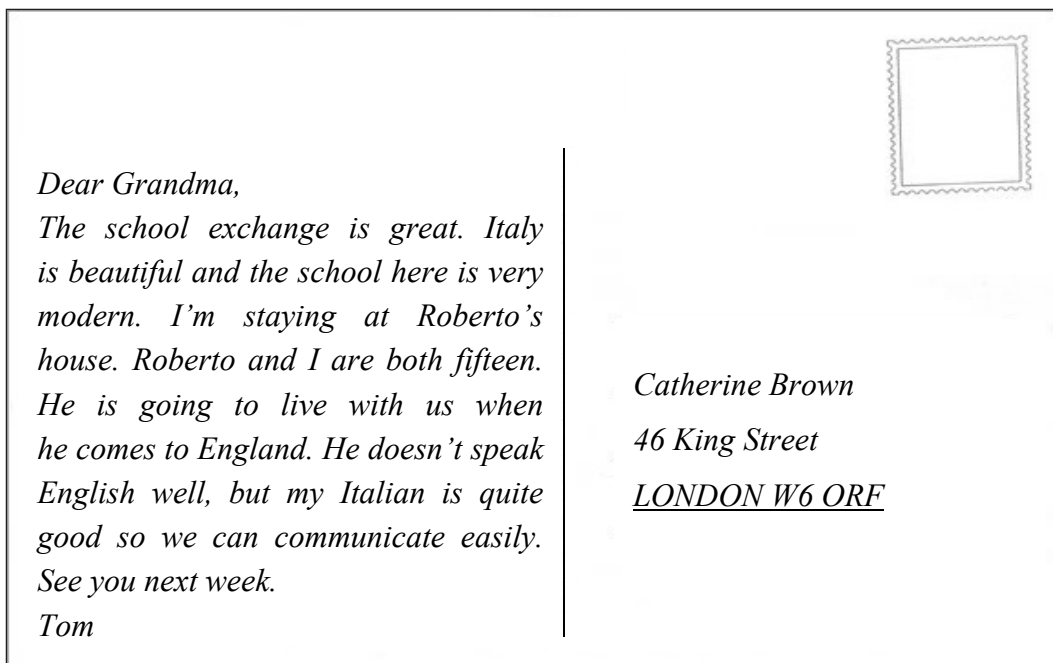 Dear Grandma,
The school exchange is great. Italy
is beautiful and the school here is very
modern. I’m staying at Roberto’s
house. Roberto and I are both fifteen.
He is going to live with us when
he comes to England. He doesn’t speak
English well, but my Italian is quite
good so we can communicate easily.
See you next week.
Tom
Catherine Brown
46 King Street
LONDON W6 ORF